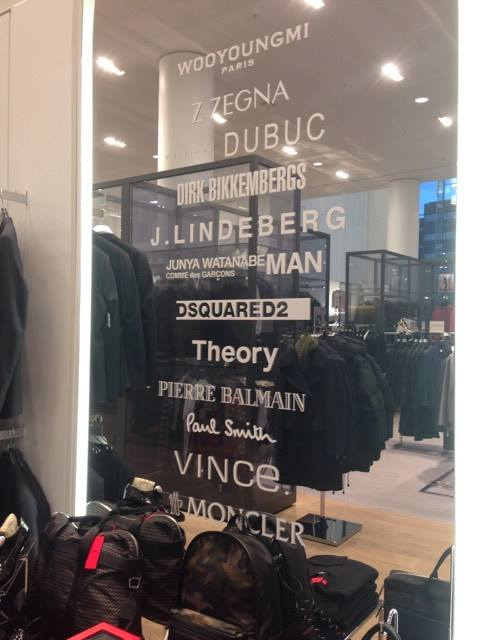 WOOYOUNGMI
PARIS
Z ZEGNA
DUBUC
DIRK BIKKEMBERGS
J.LINDEBERG
JUNYA WATANABE MAN
COMME des GARÇONS
DSQUARED2
Theory
PIERRE BALMAIN
Paul Smith
VINCe.
MONCLER